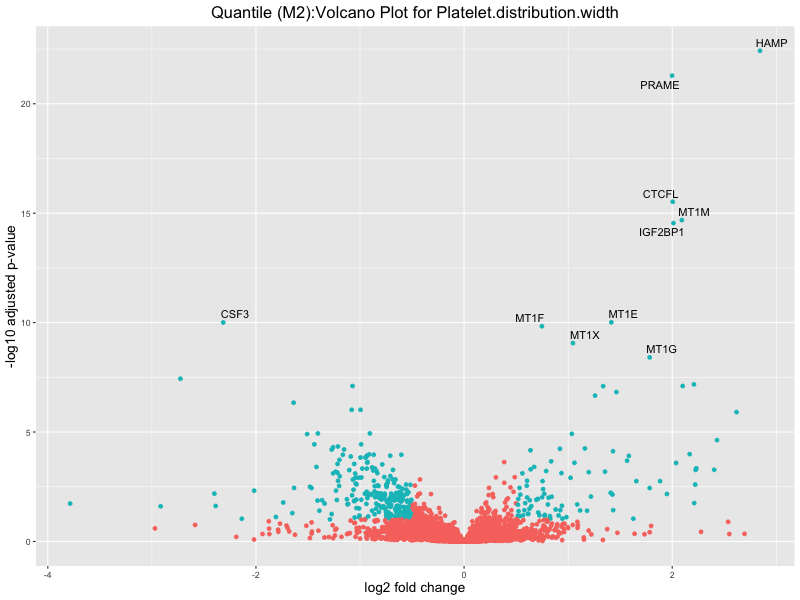 Quantile (M2):Volcano Plot for Platelet.distribution.width
HAMP
PRAME
CTCFL
MT1M
IGF2BP1
CSF3
MT1F
MT1E
MT1X
MT1G
-log10 adjusted p-value
20
15
10
5
0
-4
-2
0
2
log2 fold change